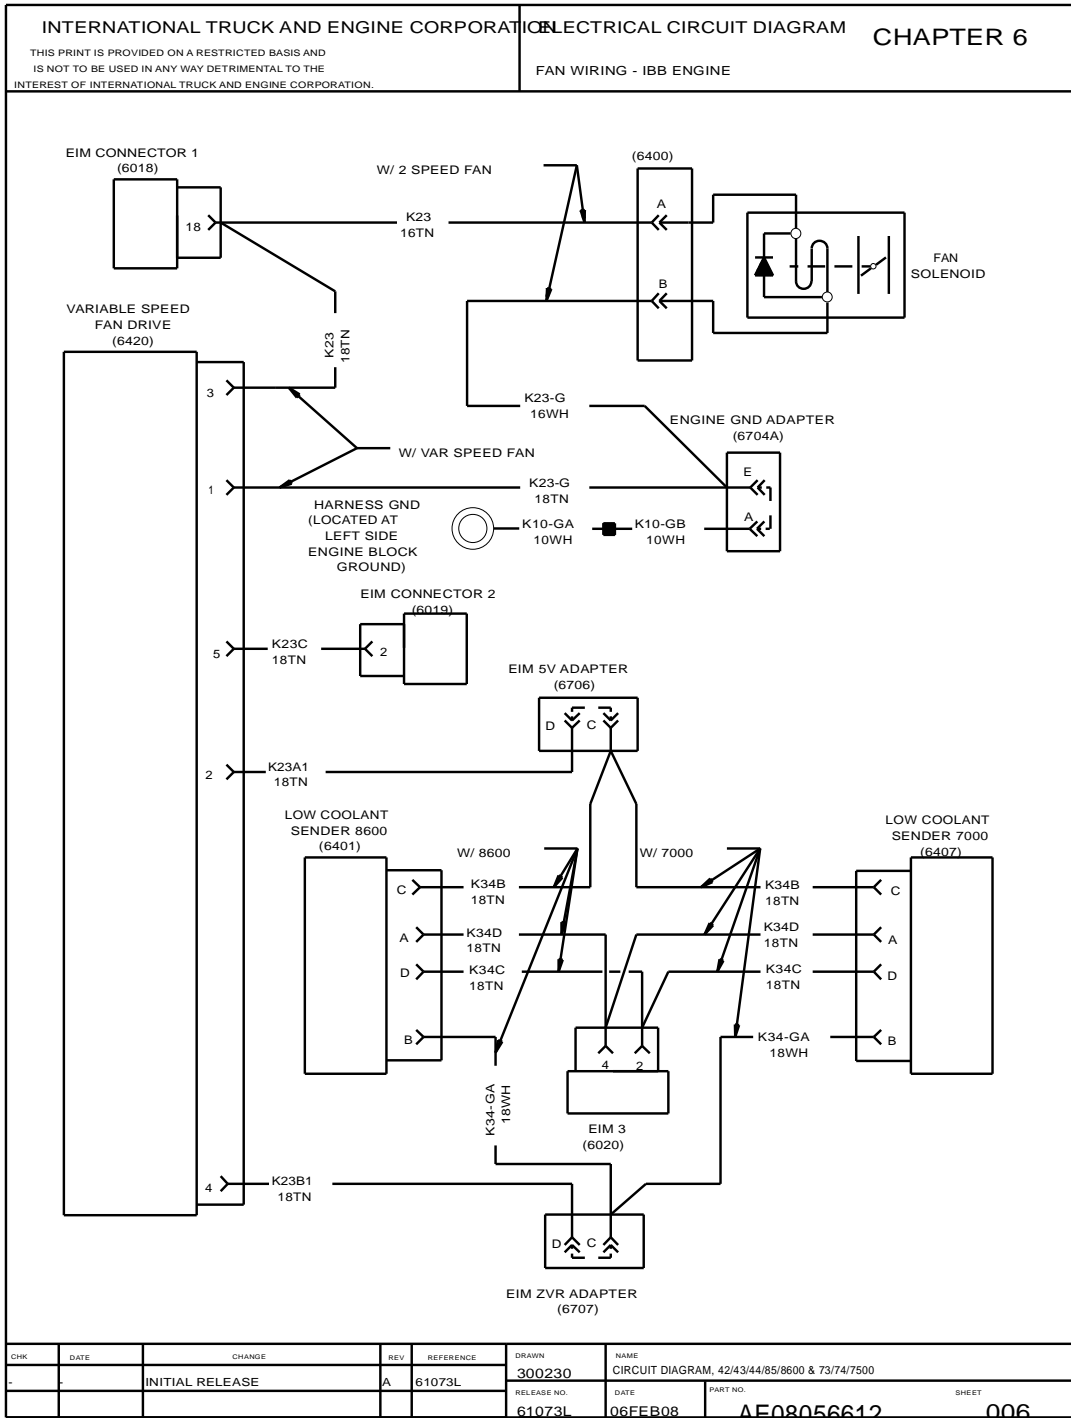 INTERNATIONAL TRUCK AND ENGINE CORPORATION
THIS PRINT IS PROVIDED ON A RESTRICTED BASIS AND
IS NOT TO BE USED IN ANY WAY DETRIMENTAL TO THE
INTEREST OF INTERNATIONAL TRUCK AND ENGINE CORPORATION.
ELECTRICAL CIRCUIT DIAGRAM
FAN WIRING - IBB ENGINE
CHAPTER 6
EIM CONNECTOR 1
(6018)
18
W/ 2 SPEED FAN
K23
16TN
(6400)
A
B
FAN
SOLENOID
VARIABLE SPEED
FAN DRIVE
(6420)
K23
18TN
3
W/ VAR SPEED FAN
K23-G
16WH
ENGINE GND ADAPTER
(6704A)
E
A
1
K23-G
18TN
HARNESS GND
(LOCATED AT
LEFT SIDE
ENGINE BLOCK
GROUND)
K10-GA
10WH
K10-GB
10WH
EIM CONNECTOR 2
(6019)
2
5
K23C
18TN
EIM 5V ADAPTER
(6706)
D
C
2
K23A1
18TN
LOW COOLANT
SENDER 8600
(6401)
W/ 8600
W/ 7000
LOW COOLANT
SENDER 7000
(6407)
C
K34B
18TN
K34B
18TN
C
A
K34D
18TN
K34D
18TN
A
D
K34C
18TN
K34C
18TN
D
B
K34-GA
18WH
K34-GA
18WH
B
4
2
EIM 3
(6020)
4
K23B1
18TN
D
C
EIM ZVR ADAPTER
(6707)
CHK
DATE
CHANGE
REV
REFERENCE
-
-
INITIAL RELEASE
A
61073L
DRAWN
300230
NAME
CIRCUIT DIAGRAM, 42/43/44/85/8600 & 73/74/7500
RELEASE NO.
61073L
DATE
06FEB08
PART NO.
AE08056612
SHEET
006